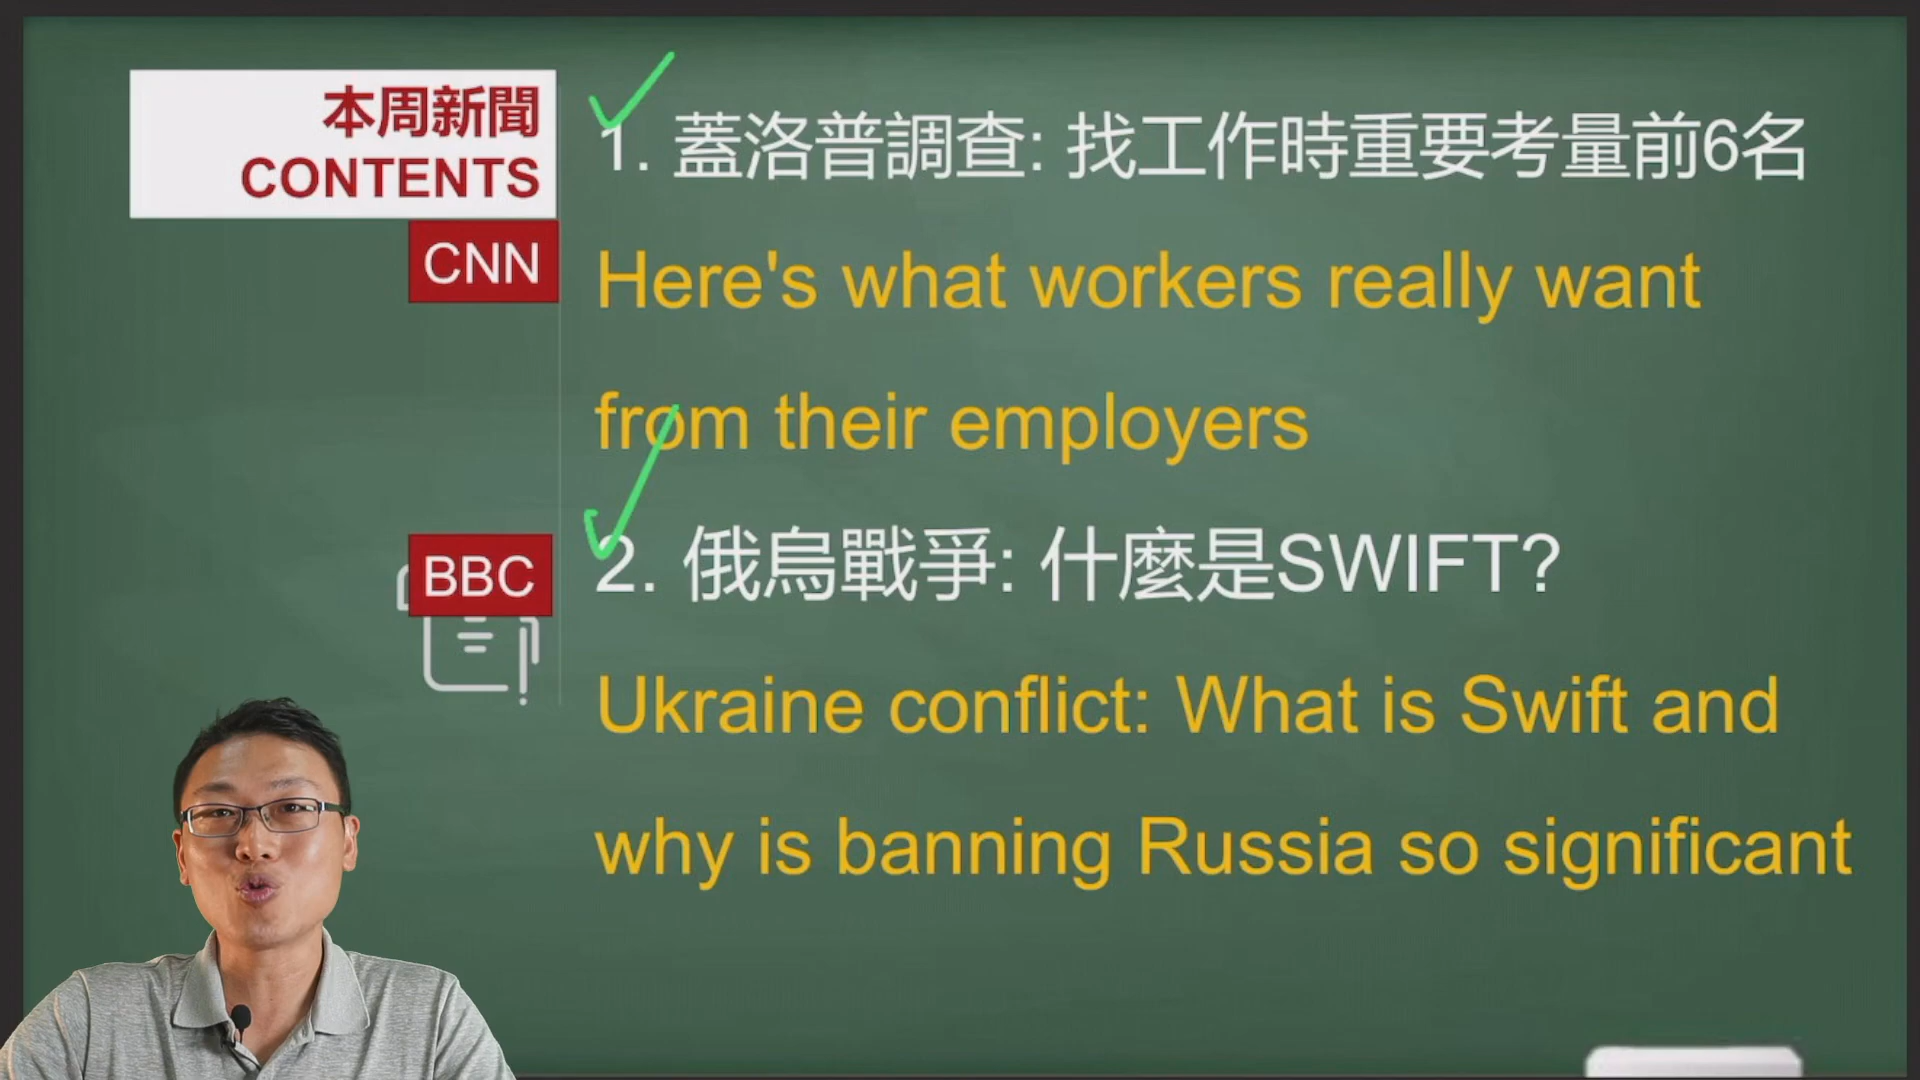 本周新聞
CONTENTS
CNN
1. 蓋洛普調查: 找工作時重要考量前6名
Here's what workers really want
from their employers
BBC
2. 俄烏戰爭: 什麼是SWIFT?
Ukraine conflict: What is Swift and
why is banning Russia so significant